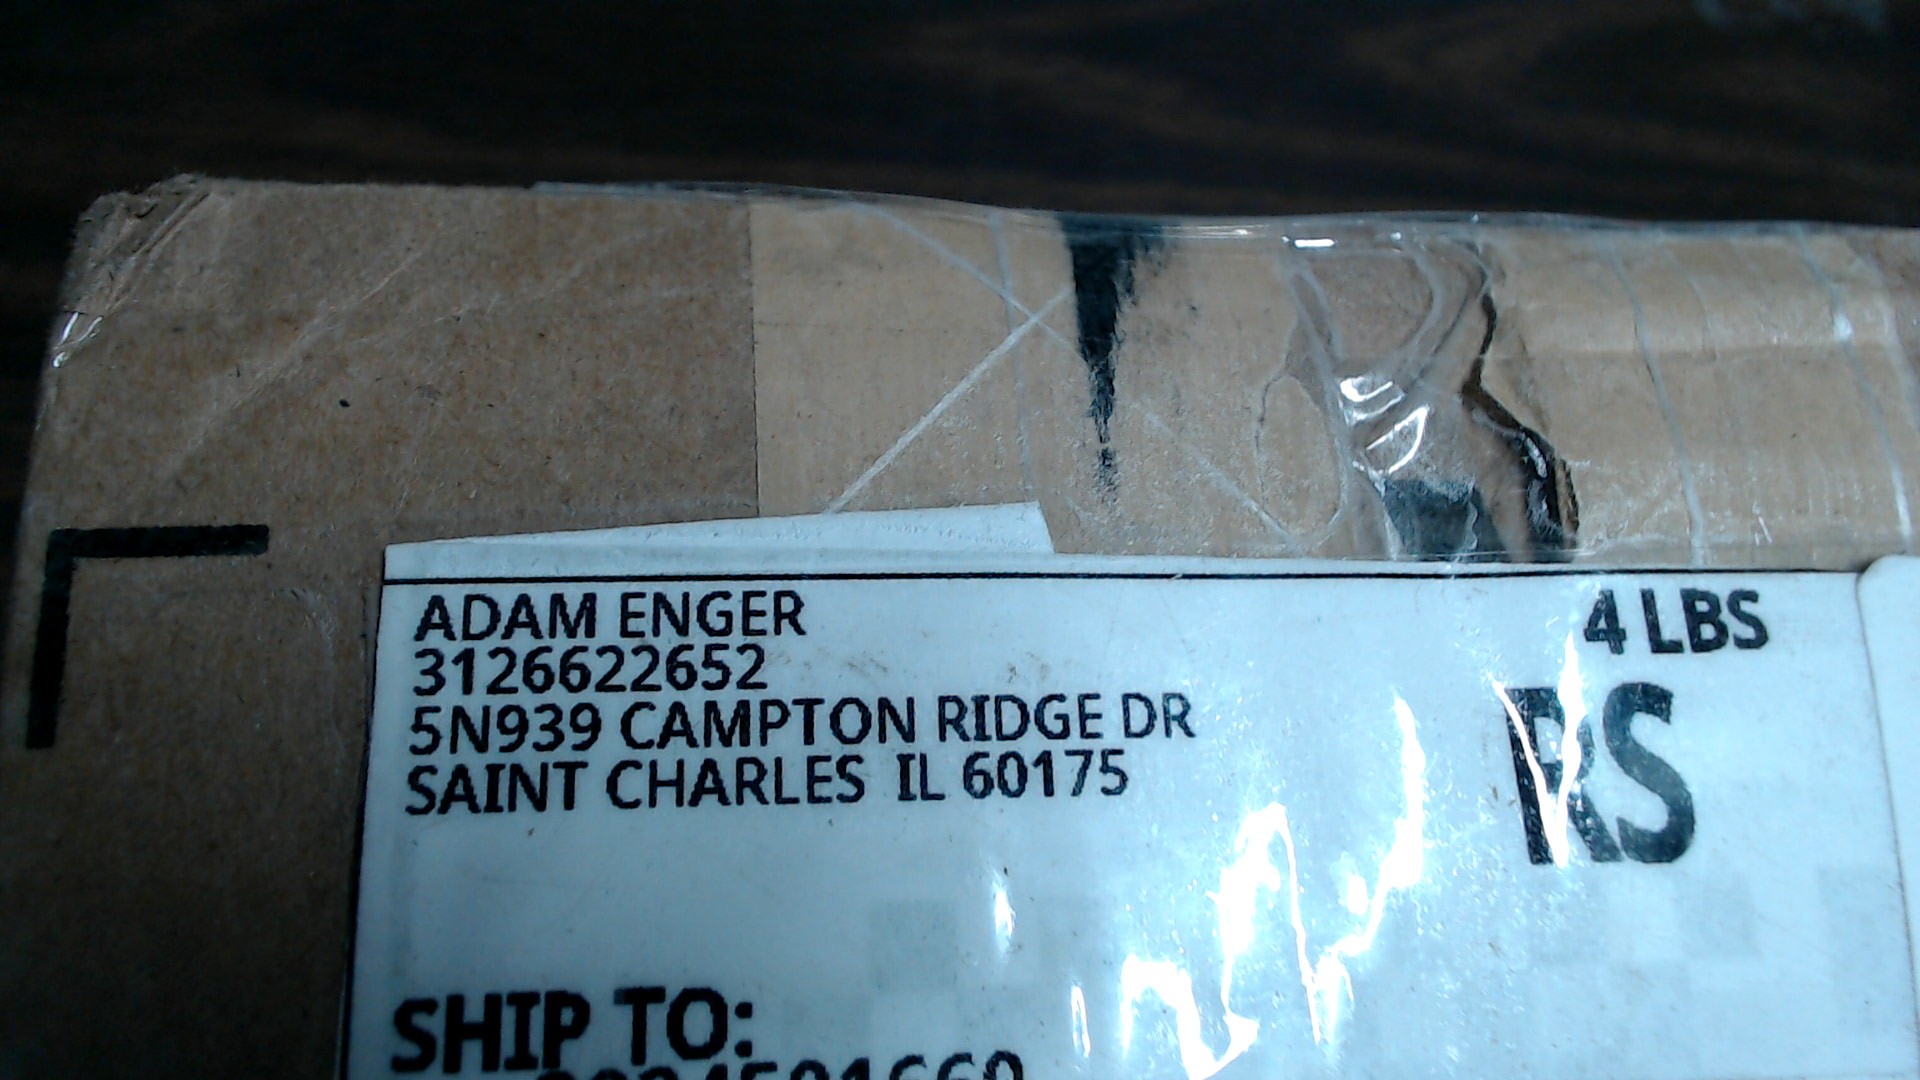 ADAM ENGER
4 LBS
3126622652
5N939 CAMPTON RIDGE DR
RS
SAINT CHARLES IL 60175
SHIP TO: